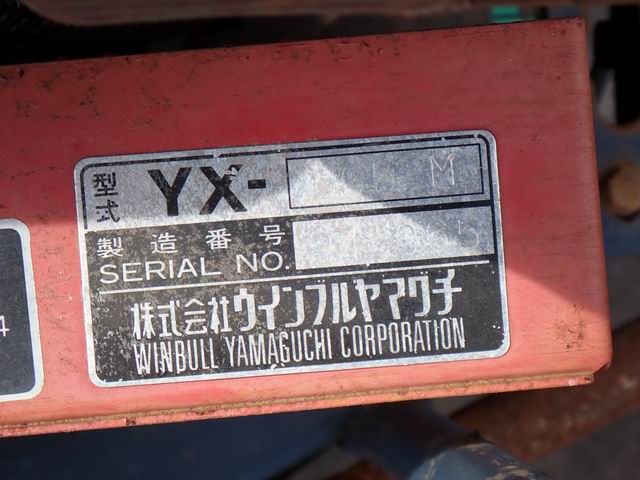 型式 YX- M
製造番号
SERIAL NO.
株式会社ウインブルヤマグチ
WINBULL YAMAGUCHI CORPORATION
4